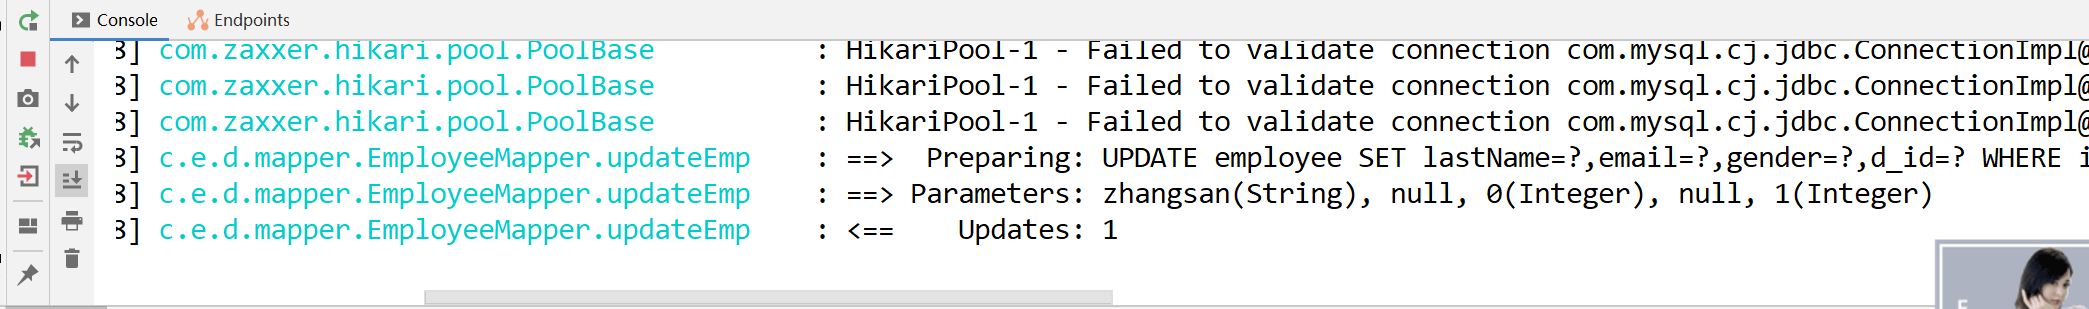 Console Endpoints
3] com.zaxxer.hikari.pool.PoolBase : HikariPool-1 - Failed to validate connection com.mysql.cj.jdbc.ConnectionImpl@
3] com.zaxxer.hikari.pool.PoolBase : HikariPool-1 - Failed to validate connection com.mysql.cj.jdbc.ConnectionImpl@
3] com.zaxxer.hikari.pool.PoolBase : HikariPool-1 - Failed to validate connection com.mysql.cj.jdbc.ConnectionImpl@
3] c.e.d.mapper.EmployeeMapper.updateEmp : ==>  Preparing: UPDATE employee SET lastName=?,email=?,gender=?,d_id=? WHERE i
3] c.e.d.mapper.EmployeeMapper.updateEmp : ==> Parameters: zhangsan(String), null, 0(Integer), null, 1(Integer)
3] c.e.d.mapper.EmployeeMapper.updateEmp : <==    Updates: 1